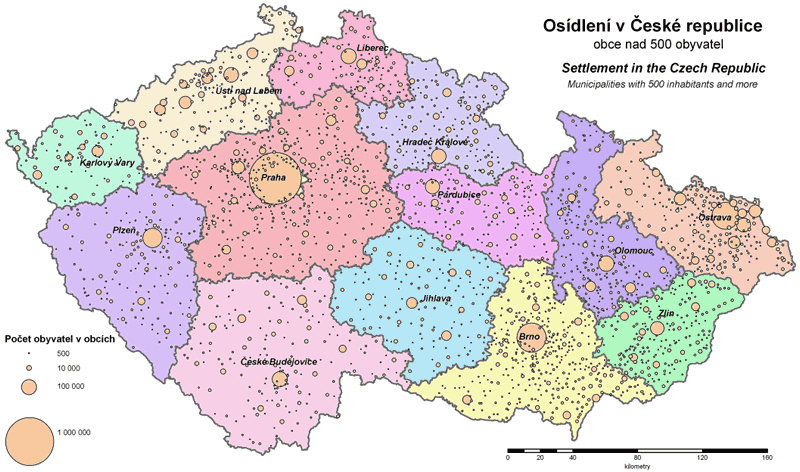 Osídlení v České republice
obce nad 500 obyvatel
Settlement in the Czech Republic
Municipalities with 500 inhabitants and more
Liberec
Ústí nad Labem
Karlovy Vary
Hradec Králové
Praha
Pardubice
Ostrava
Plzeň
Olomouc
Jihlava
Zlín
Brno
České Budějovice
Počet obyvatel v obcích
500
10 000
100 000
1 000 000
0 10 20 40 60 80 120 160
kilometry